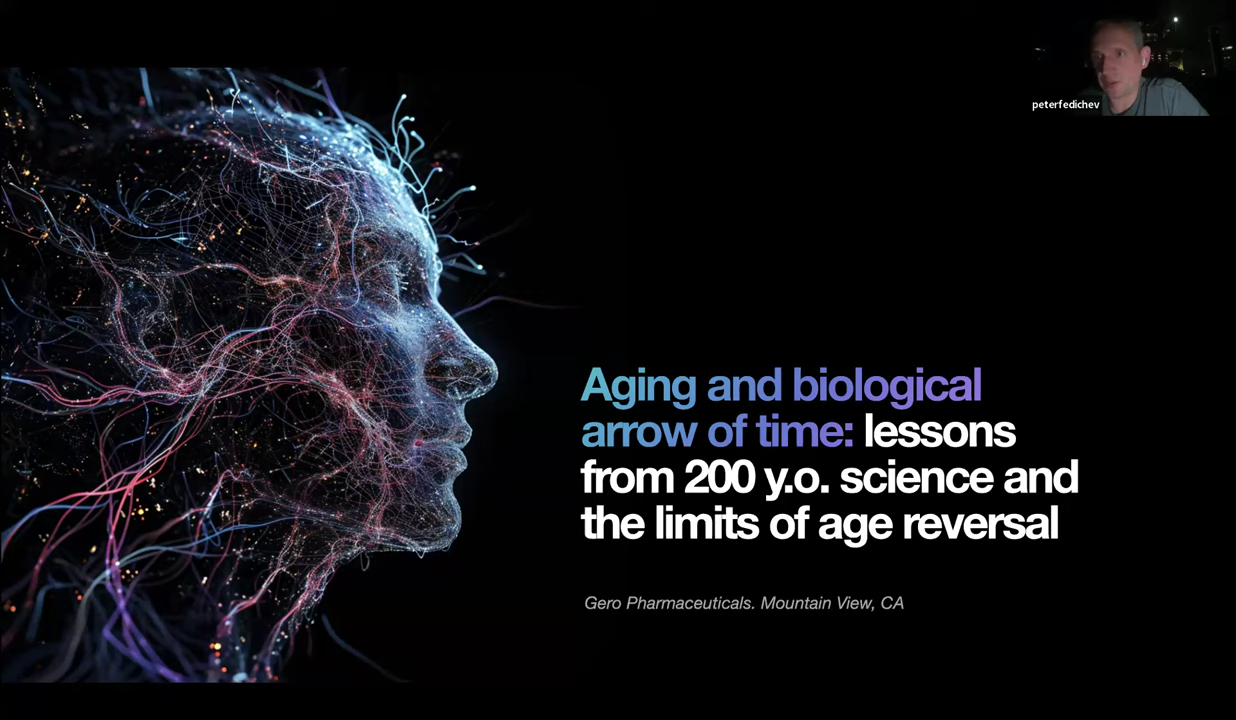 peterfedichev
Aging and biological
arrow of time: lessons
from 200 y.o. science and
the limits of age reversal
Gero Pharmaceuticals. Mountain View, CA